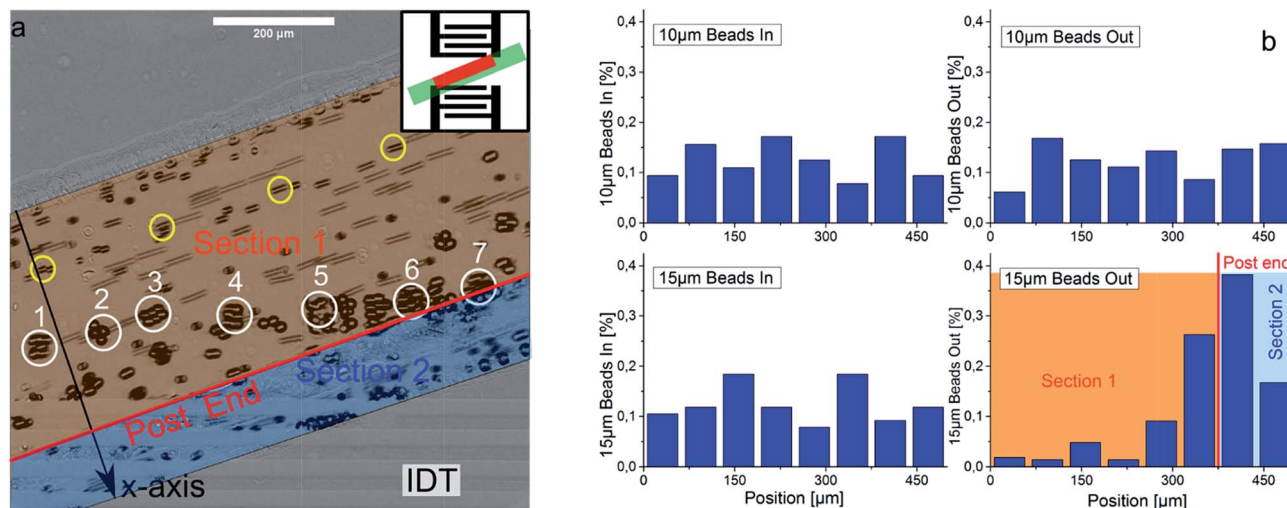 a
200 µm
Section 1
1 2 3 4 5 6 7
Section 2
Post End
x-axis
IDT
b
10µm Beads In
10µm Beads In [%]
0,4
0,3
0,2
0,1
0,0
0 150 300 450
10µm Beads Out
10µm Beads Out [%]
0,4
0,3
0,2
0,1
0,0
0 150 300 450
15µm Beads In
15µm Beads In [%]
0,4
0,3
0,2
0,1
0,0
0 150 300 450
Position [µm]
15µm Beads Out
Post end
15µm Beads Out [%]
0,4
0,3
0,2
0,1
0,0
Section 1
Section 2
0 150 300 450
Position [µm]